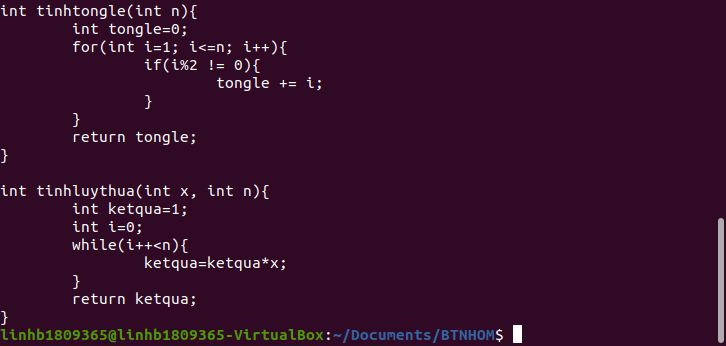 int tinhtongle(int n){
        int tongle=0;
        for(int i=1; i<=n; i++){
                if(i%2 != 0){
                        tongle += i;
                }
        }
        return tongle;
}

int tinhluythua(int x, int n){
        int ketqua=1;
        int i=0;
        while(i++<n){
                ketqua=ketqua*x;
        }
        return ketqua;
}
linhb1809365@linhb1809365-VirtualBox:~/Documents/BTNHOM$